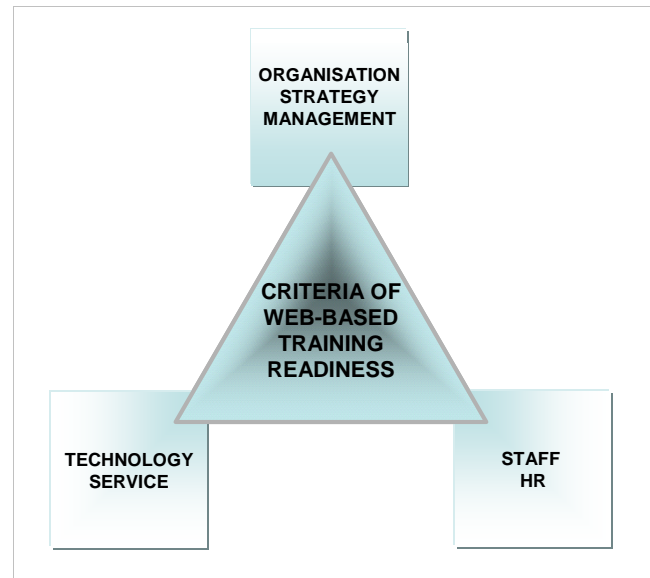 ORGANISATION
STRATEGY
MANAGEMENT
CRITERIA OF
WEB-BASED
TRAINING
READINESS
TECHNOLOGY
SERVICE
STAFF
HR